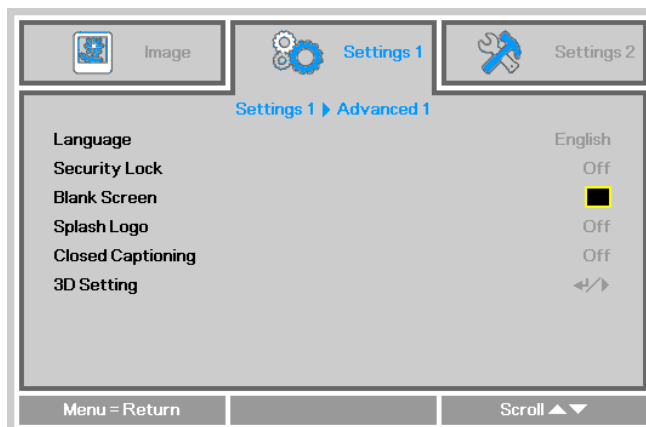 Image
Settings 1
Settings 2
Settings 1 ▶ Advanced 1
Language English
Security Lock Off
Blank Screen
Splash Logo Off
Closed Captioning Off
3D Setting ↵/▶
Menu = Return
Scroll ▲▼